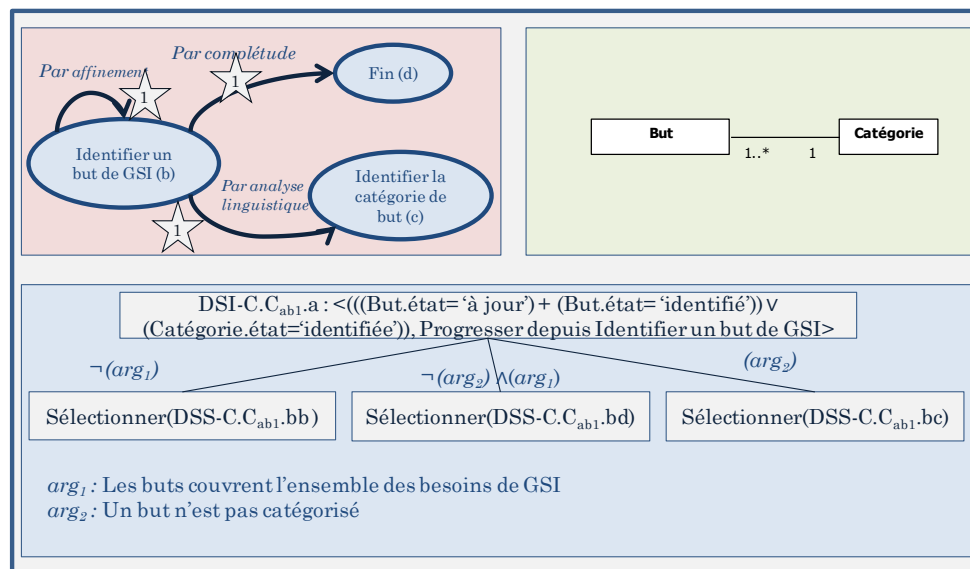 Par complétude
Par affinement
1
1
Fin (d)
Identifier un
but de GSI (b)
Par analyse
linguistique
Identifier la
catégorie de
but (c)
1
But
Catégorie
1..*
1
DSI-C.Cab1.a : <(((But.état= ‘à jour’) + (But.état= ‘identifié’)) ∨
(Catégorie.état=‘identifiée’)), Progresser depuis Identifier un but de GSI>
¬(arg1)
¬(arg2) ∧(arg1)
(arg2)
Sélectionner(DSS-C.Cab1.bb)
Sélectionner(DSS-C.Cab1.bd)
Sélectionner(DSS-C.Cab1.bc)
arg1 : Les buts couvrent l’ensemble des besoins de GSI
arg2 : Un but n’est pas catégorisé